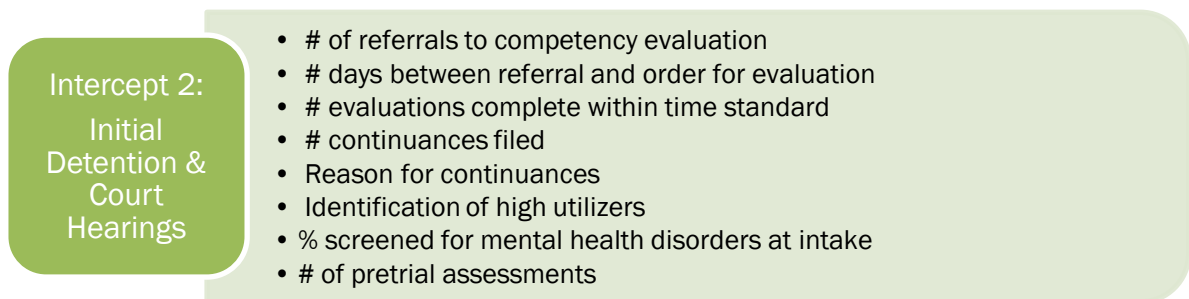 Intercept 2:
Initial
Detention &
Court
Hearings
• # of referrals to competency evaluation
• # days between referral and order for evaluation
• # evaluations complete within time standard
• # continuances filed
• Reason for continuances
• Identification of high utilizers
• % screened for mental health disorders at intake
• # of pretrial assessments